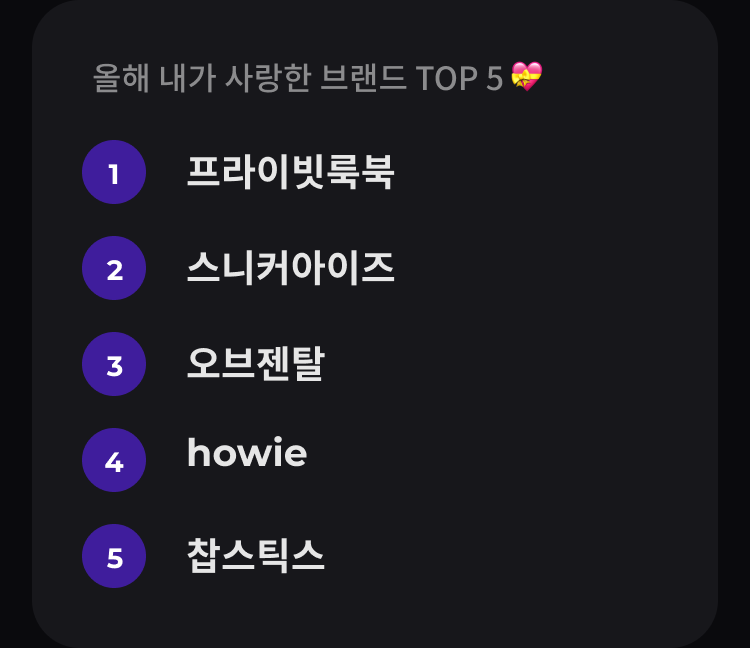 올해 내가 사랑한 브랜드 TOP 5 💝
1 프라이빗룩북
2 스니커아이즈
3 오브젠탈
4 howie
5 찹스틱스